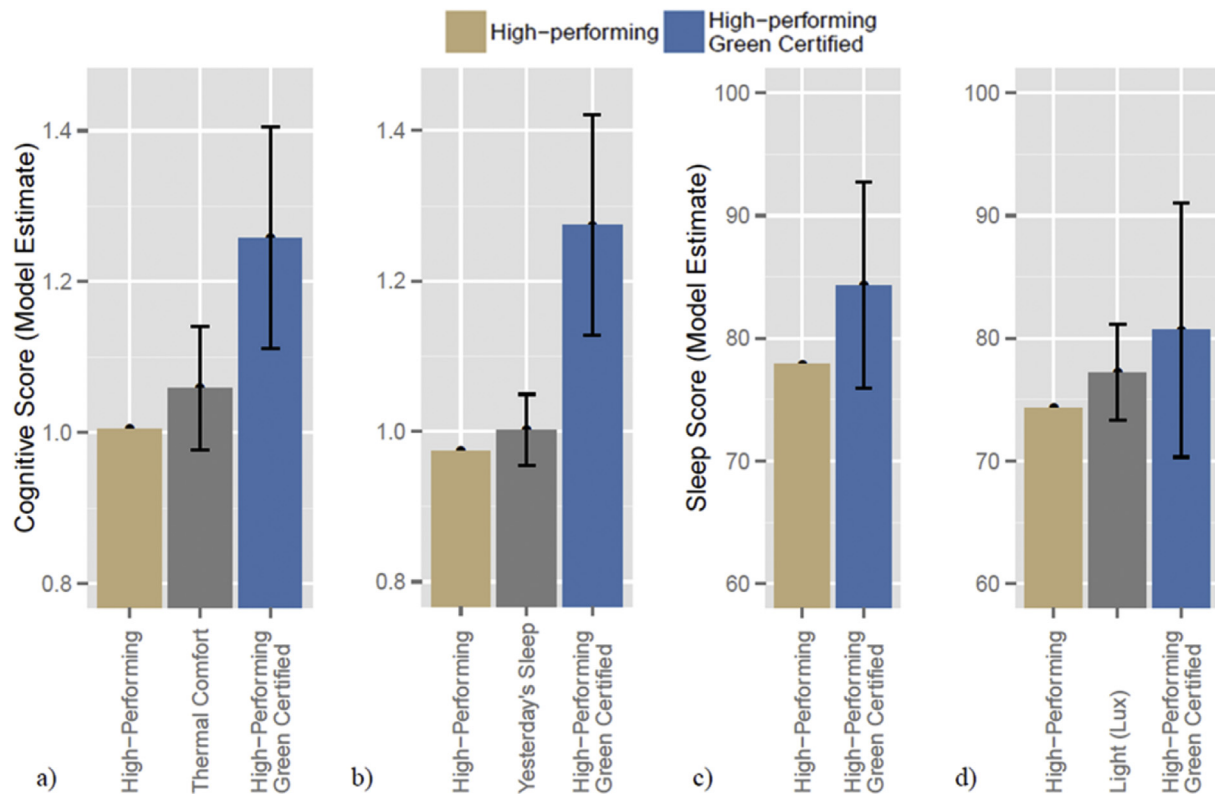 High-performing
High-performing
Green Certified
Cognitive Score (Model Estimate)
1.4
1.2
1.0
0.8
High-Performing
Thermal Comfort
High-Performing
Green Certified
a)
1.4
1.2
1.0
0.8
High-Performing
Yesterday's Sleep
High-Performing
Green Certified
b)
Sleep Score (Model Estimate)
100
90
80
70
60
High-Performing
High-Performing
Green Certified
c)
100
90
80
70
60
High-Performing
Light (Lux)
High-Performing
Green Certified
d)